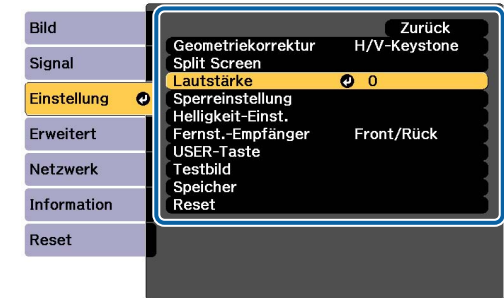 Bild
Signal
Einstellung
Erweitert
Netzwerk
Information
Reset
Zurück
Geometriekorrektur H/V-Keystone
Split Screen
Lautstärke 0
Sperreinstellung
Helligkeit-Einst.
Fernst.-Empfänger Front/Rück
USER-Taste
Testbild
Speicher
Reset